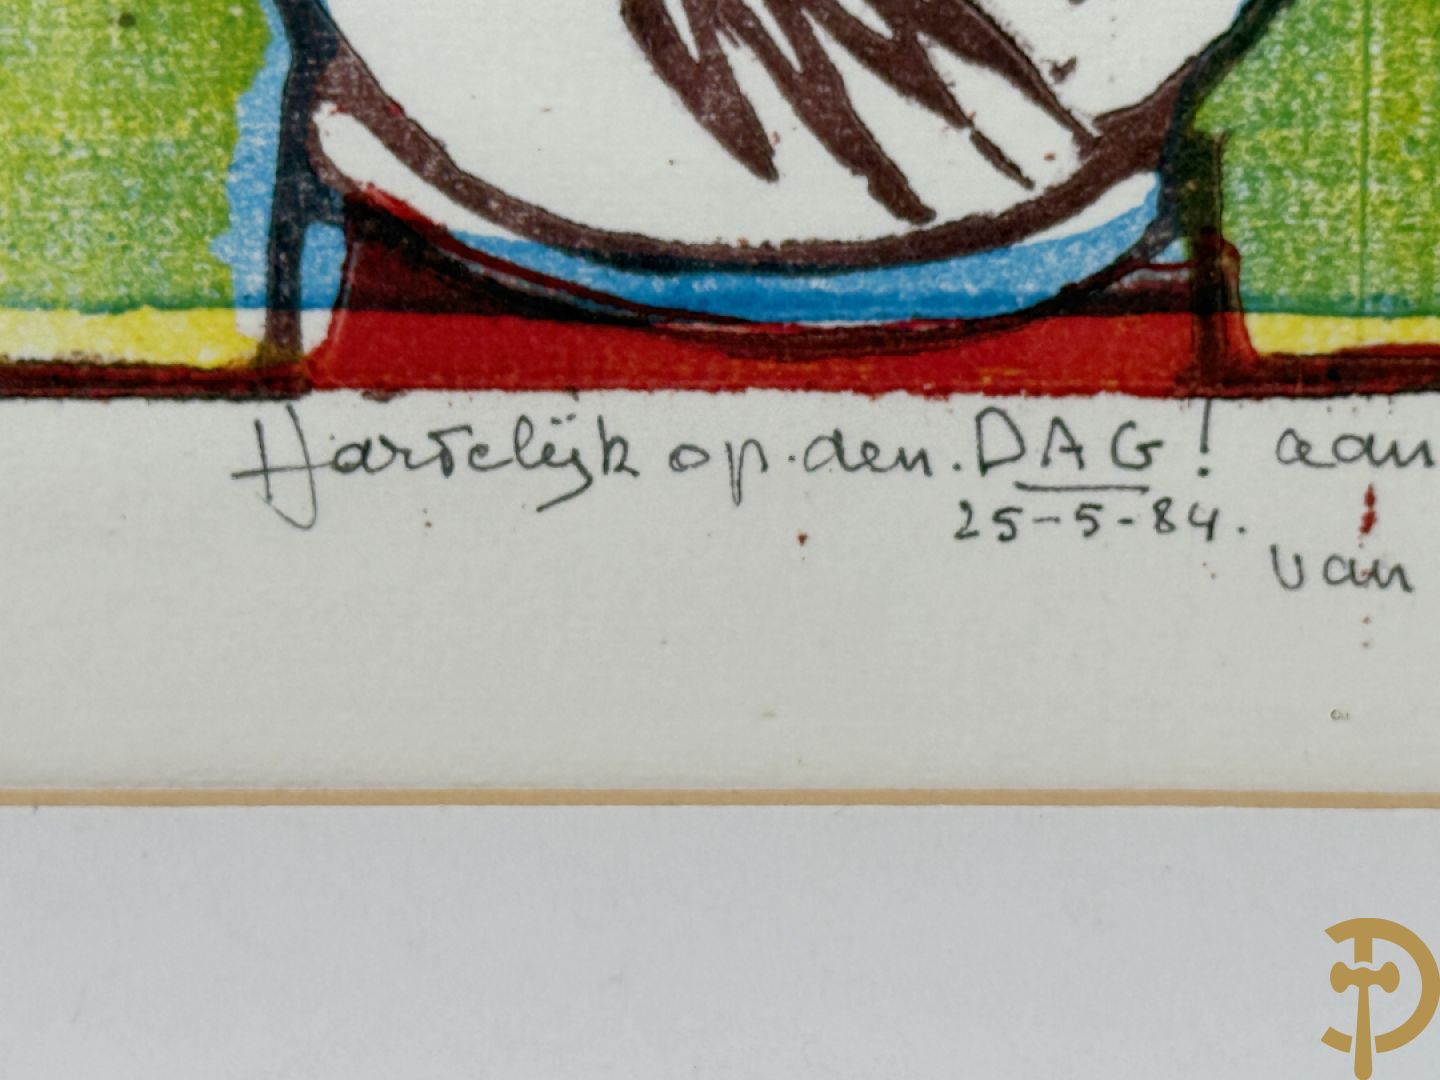 Hartelijk op den. DAG! aan
25-5-84.
van